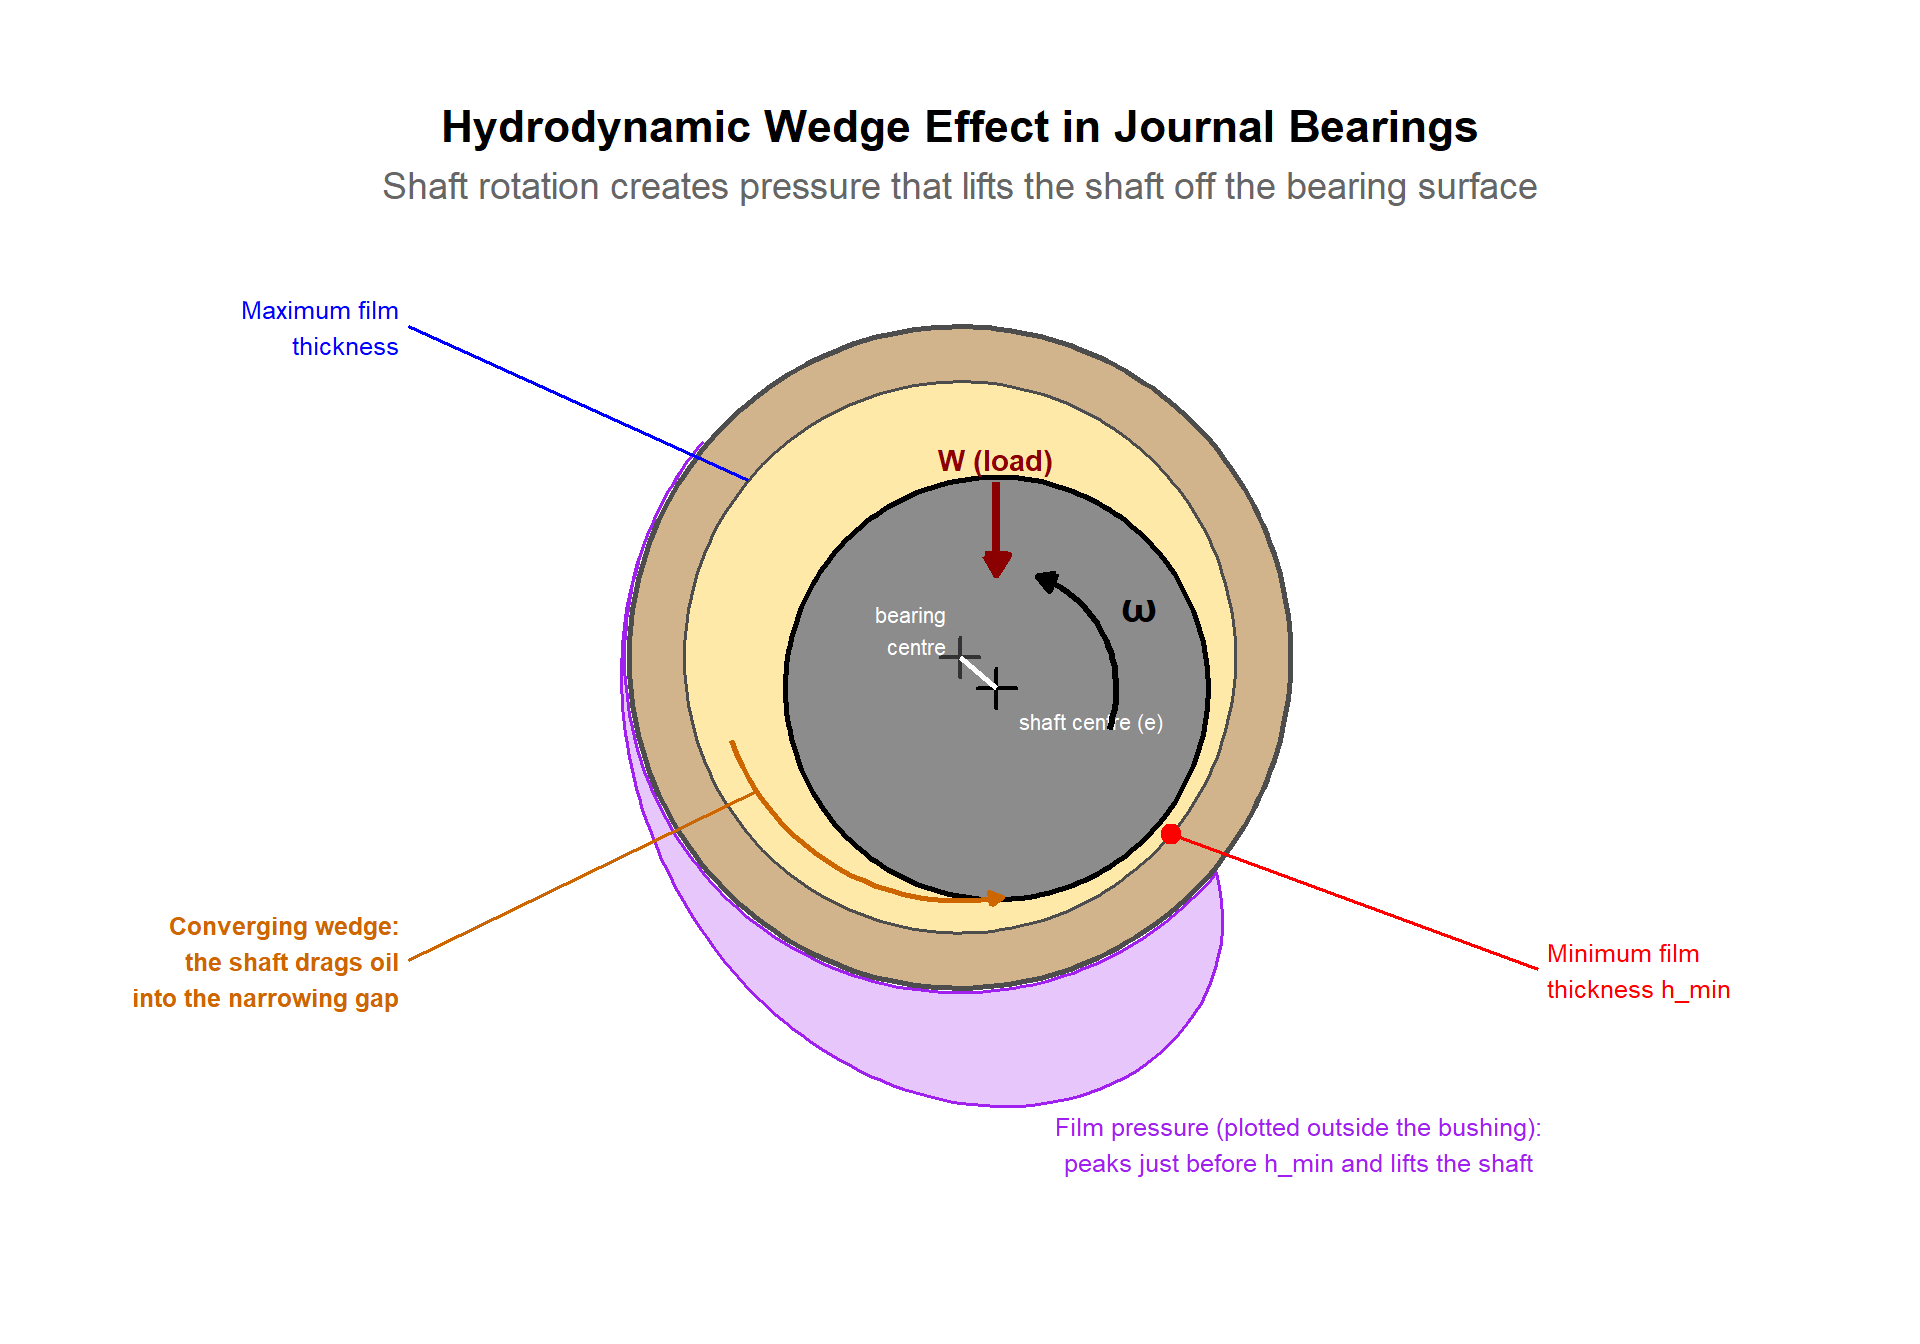 Hydrodynamic Wedge Effect in Journal Bearings
Shaft rotation creates pressure that lifts the shaft off the bearing surface
Maximum film
thickness
W (load)
ω
bearing
centre
shaft centre (e)
Converging wedge:
the shaft drags oil
into the narrowing gap
Minimum film
thickness h_min
Film pressure (plotted outside the bushing):
peaks just before h_min and lifts the shaft